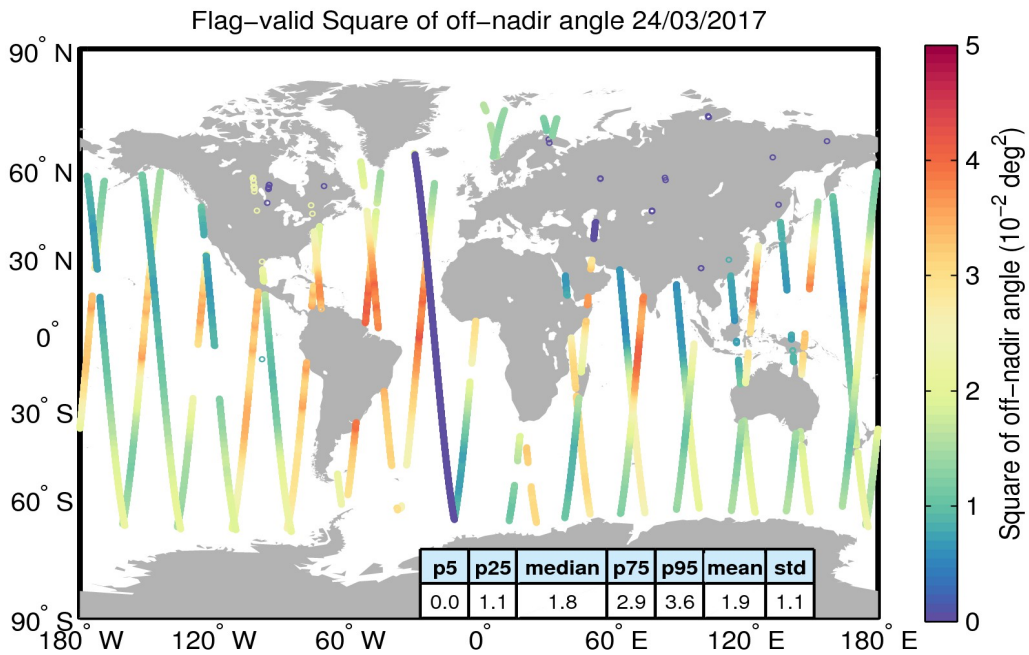 Flag−valid Square of off−nadir angle 24/03/2017
90° N
60° N
30° N
0°
30° S
60° S
90° S
180° W
120° W
60° W
0°
60° E
120° E
180° E
p5 p25 median p75 p95 mean std
0.0 1.1 1.8 2.9 3.6 1.9 1.1
5
4
3
2
1
0
Square of off−nadir angle (10⁻² deg²)